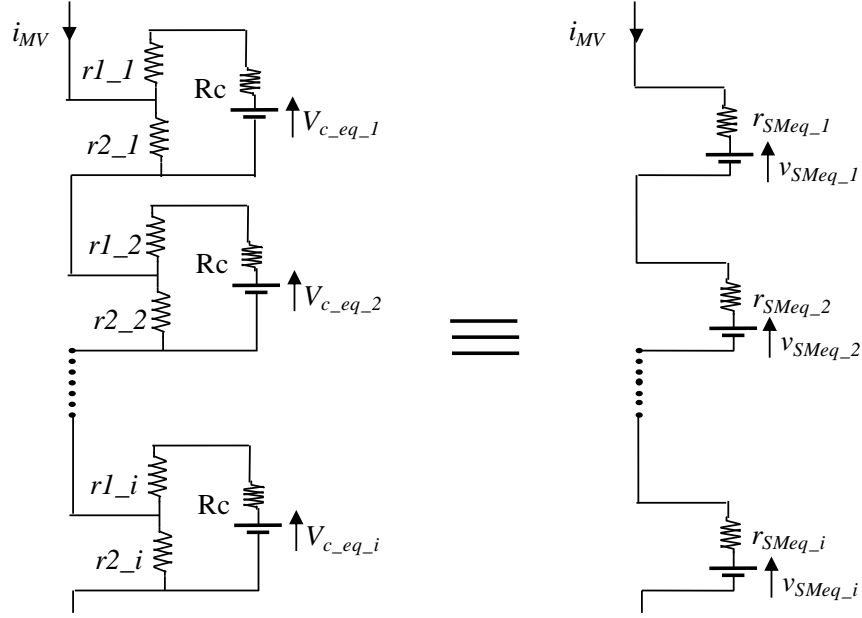 i_MV
r1_1
Rc
V_c_eq_1
r2_1
r1_2
Rc
V_c_eq_2
r2_2
r1_i
Rc
V_c_eq_i
r2_i
i_MV
r_SMeq_1
v_SMeq_1
r_SMeq_2
v_SMeq_2
r_SMeq_i
v_SMeq_i